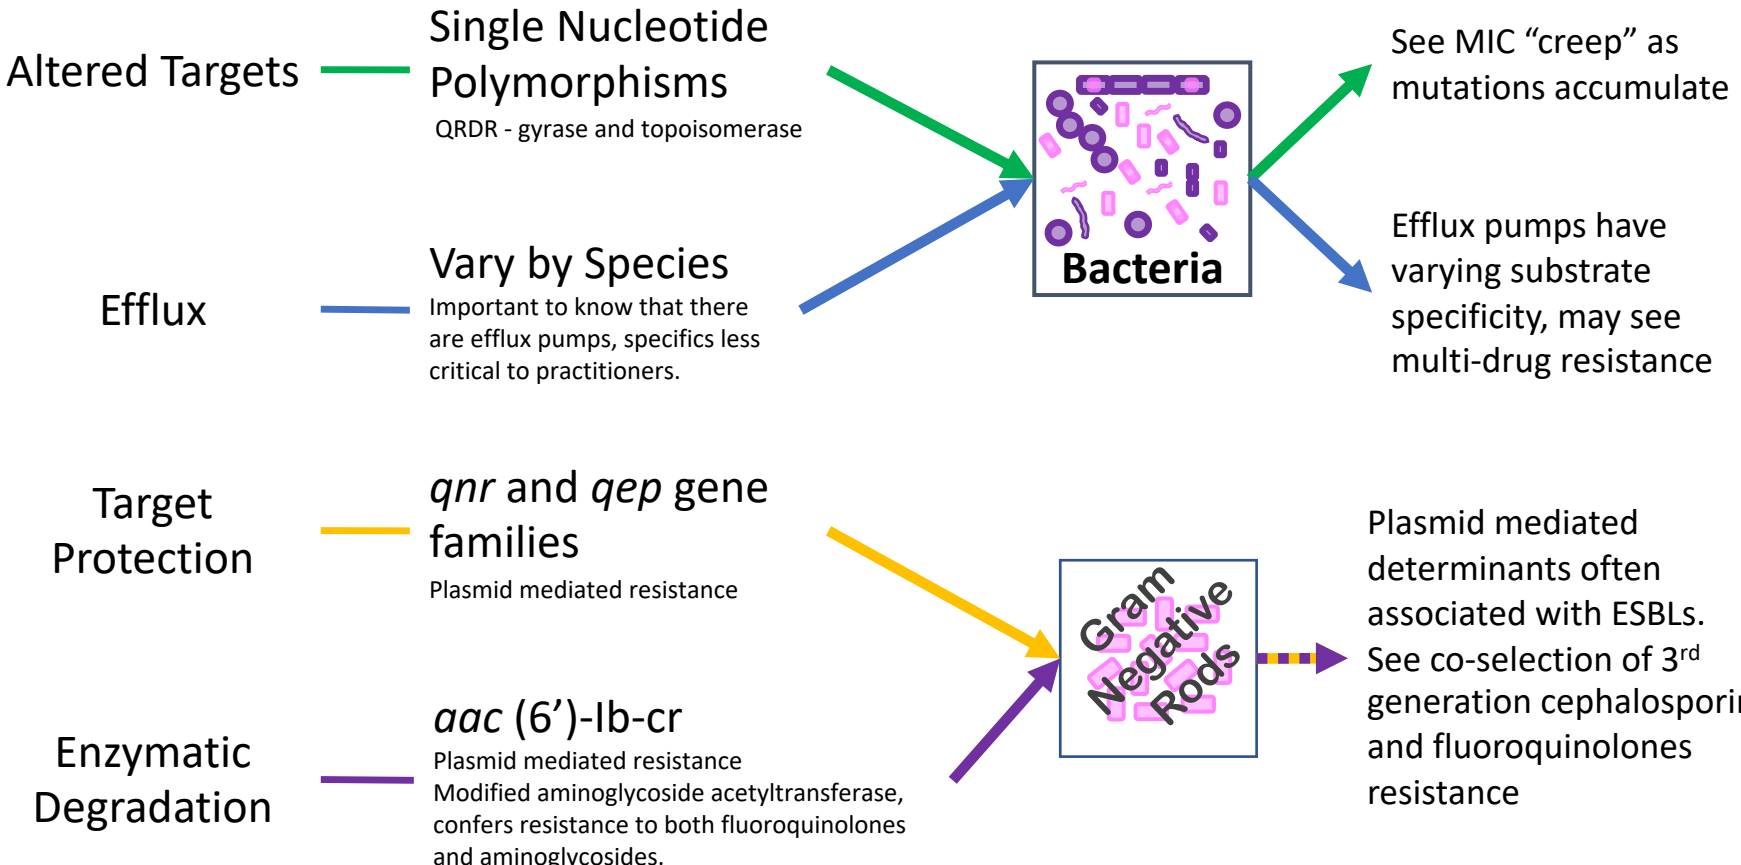 Altered Targets
Single Nucleotide
Polymorphisms
QRDR - gyrase and topoisomerase
See MIC “creep” as
mutations accumulate
Bacteria
Efflux
Vary by Species
Important to know that there
are efflux pumps, specifics less
critical to practitioners.
Efflux pumps have
varying substrate
specificity, may see
multi-drug resistance
Target
Protection
qnr and qep gene
families
Plasmid mediated resistance
Gram
Negative
Rods
Plasmid mediated
determinants often
associated with ESBLs.
See co-selection of 3rd
generation cephalosporin
and fluoroquinolones
resistance
Enzymatic
Degradation
aac (6’)-Ib-cr
Plasmid mediated resistance
Modified aminoglycoside acetyltransferase,
confers resistance to both fluoroquinolones
and aminoglycosides.